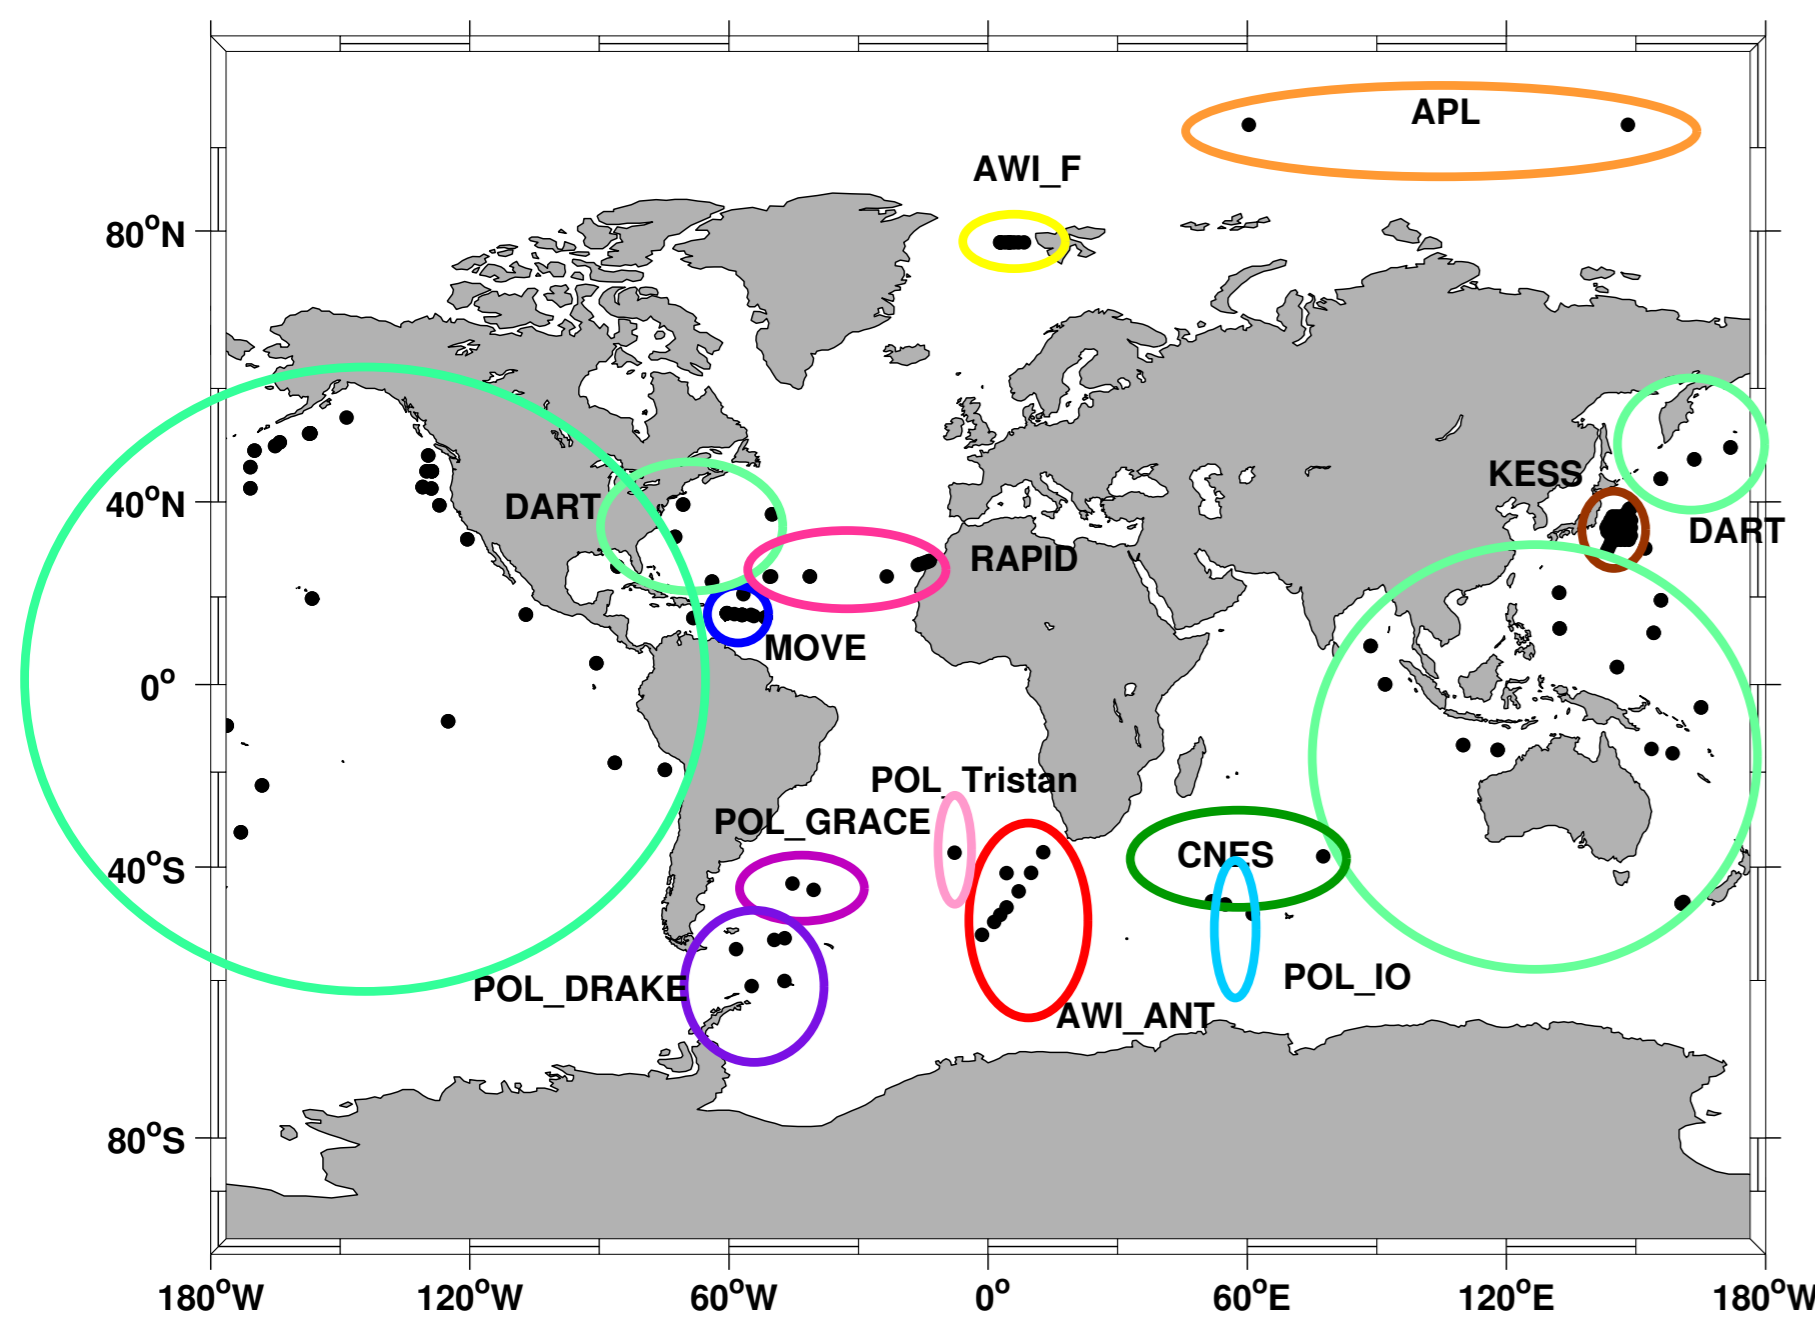 APL
AWI_F
80°N
KESS
40°N
DART
DART
RAPID
MOVE
0°
POL_Tristan
POL_GRACE
CNES
40°S
POL_DRAKE
POL_IO
AWI_ANT
80°S
180°W 120°W 60°W 0° 60°E 120°E 180°W